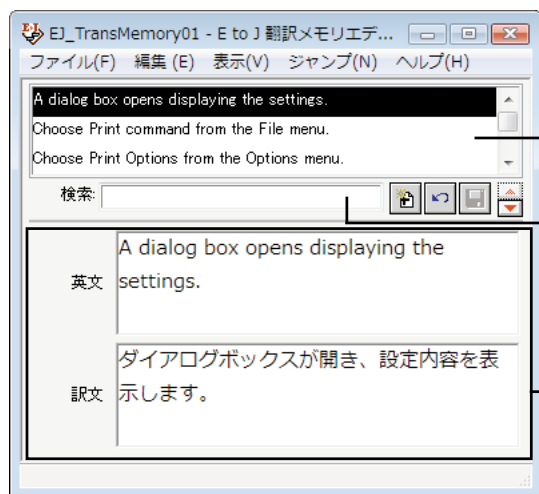 EJ_TransMemory01 - E to J 翻訳メモリエデ...
ファイル(F) 編集 (E) 表示(V) ジャンプ(N) ヘルプ(H)
A dialog box opens displaying the settings.
Choose Print command from the File menu.
Choose Print Options from the Options menu.
検索:
A dialog box opens displaying the
英文 settings.
ダイアログボックスが開き、設定内容を表
訳文 示します。